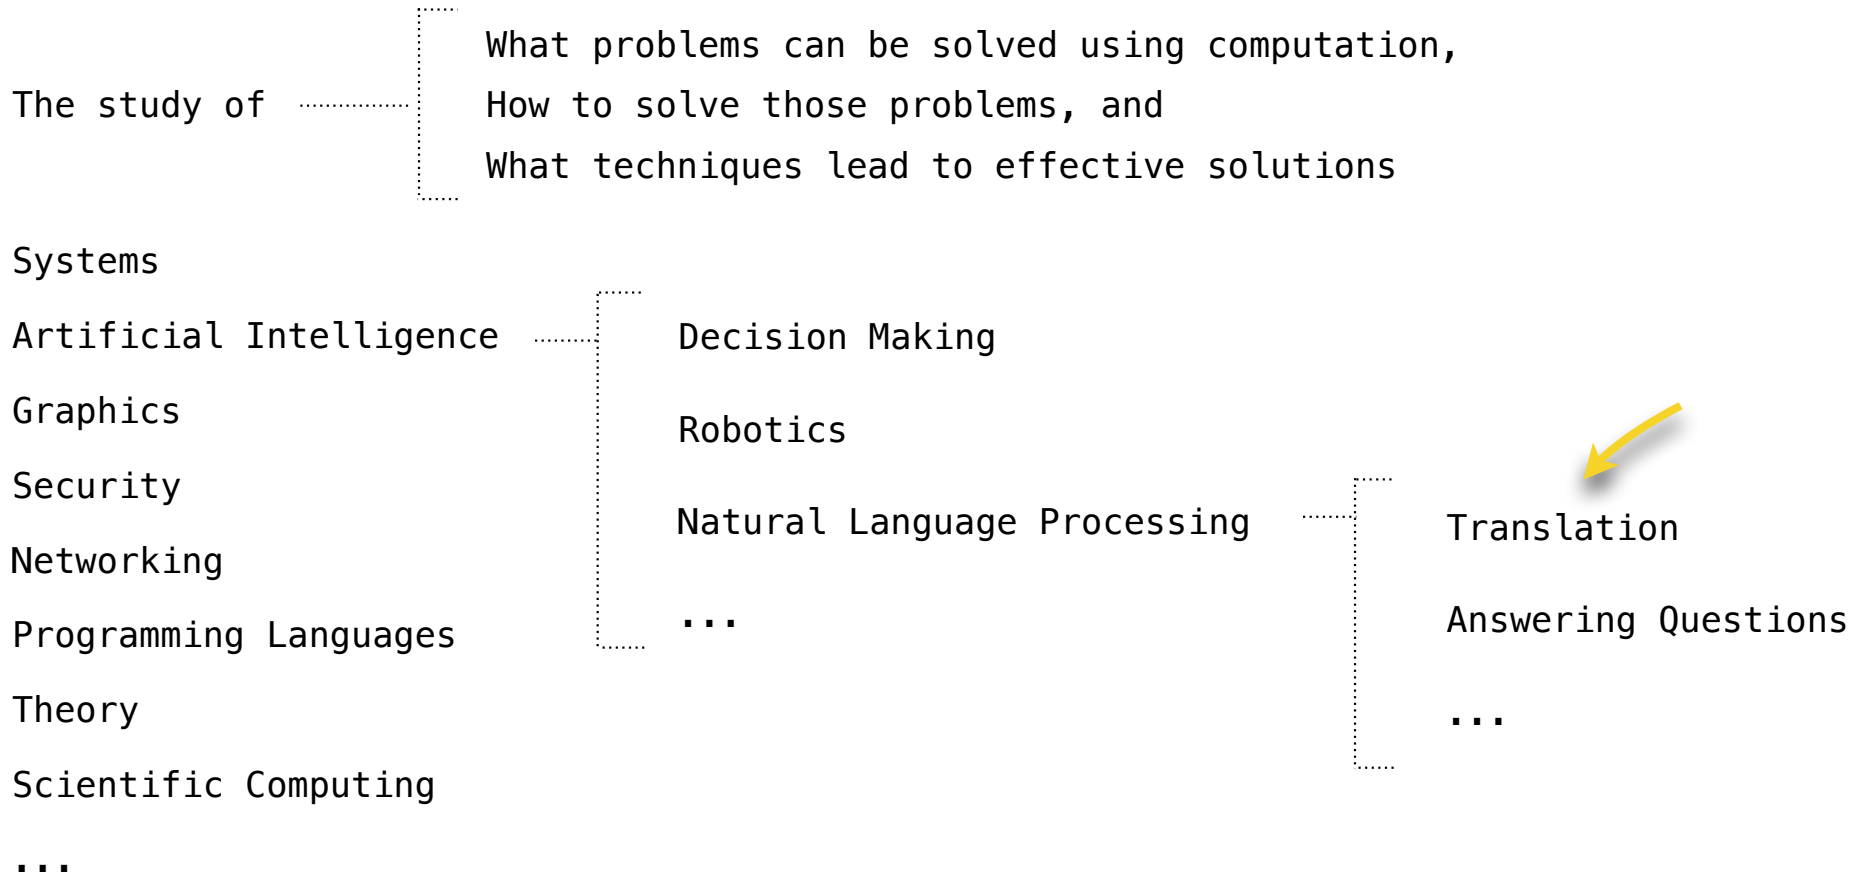 What problems can be solved using computation,
The study of
How to solve those problems, and
What techniques lead to effective solutions
Systems
Artificial Intelligence
Graphics
Security
Networking
Programming Languages
Theory
Scientific Computing
...
Decision Making
Robotics
Natural Language Processing
...
Translation
Answering Questions
...